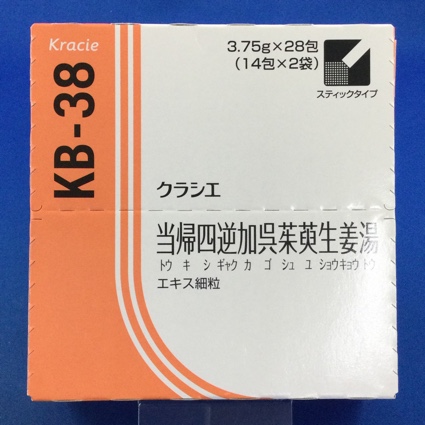 Kracie
KB-38
3.75g×28包
(14包×2袋)
スティックタイプ
クラシエ
当帰四逆加呉茱萸生姜湯
トウ キ シ ギャク カ ゴ シュ ユ ショウキョウ トウ
エキス細粒